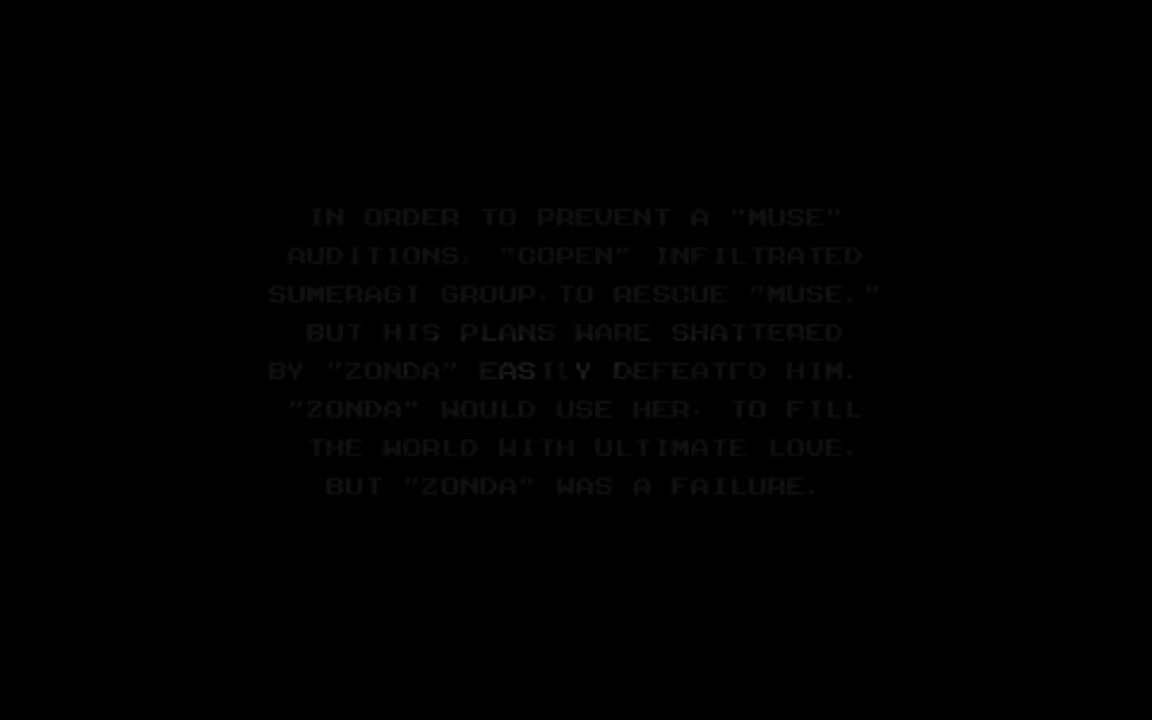 IN ORDER TO PREVENT A "MUSE"
AUDITIONS, "COPEN" INFILTRATED
SUMERAGI GROUP,TO RESCUE "MUSE."
BUT HIS PLANS WARE SHATTERED
BY "ZONDA" EASILY DEFEATED HIM.
"ZONDA" WOULD USE HER, TO FILL
THE WORLD WITH ULTIMATE LOVE.
BUT "ZONDA" WAS A FAILURE.